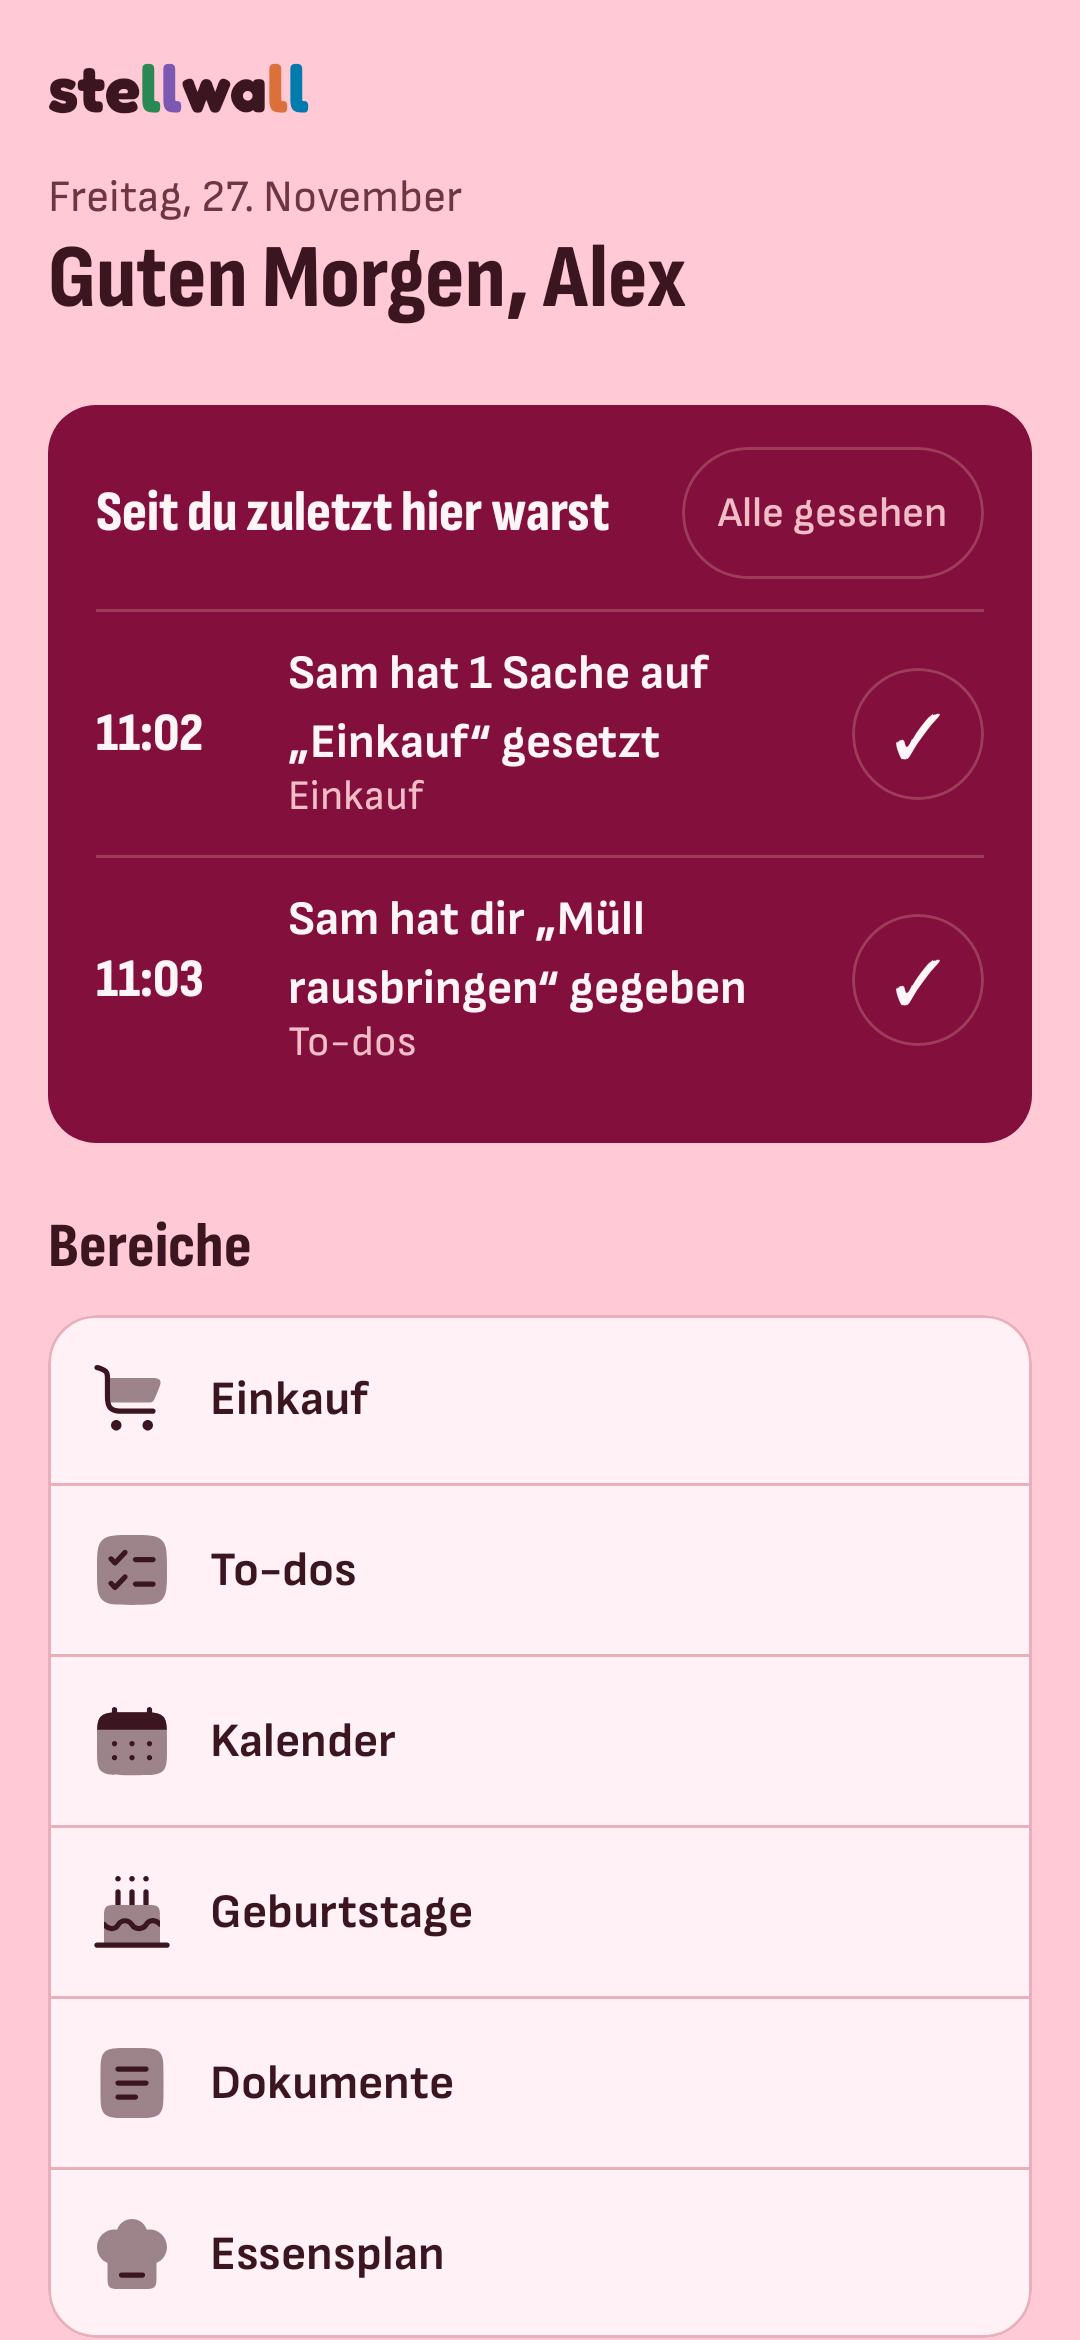 stellwall
Freitag, 27. November
Guten Morgen, Alex
Seit du zuletzt hier warst
Alle gesehen
11:02
Sam hat 1 Sache auf
„Einkauf“ gesetzt
Einkauf
✓
11:03
Sam hat dir „Müll
rausbringen“ gegeben
To-dos
✓
Bereiche
Einkauf
To-dos
Kalender
Geburtstage
Dokumente
Essensplan